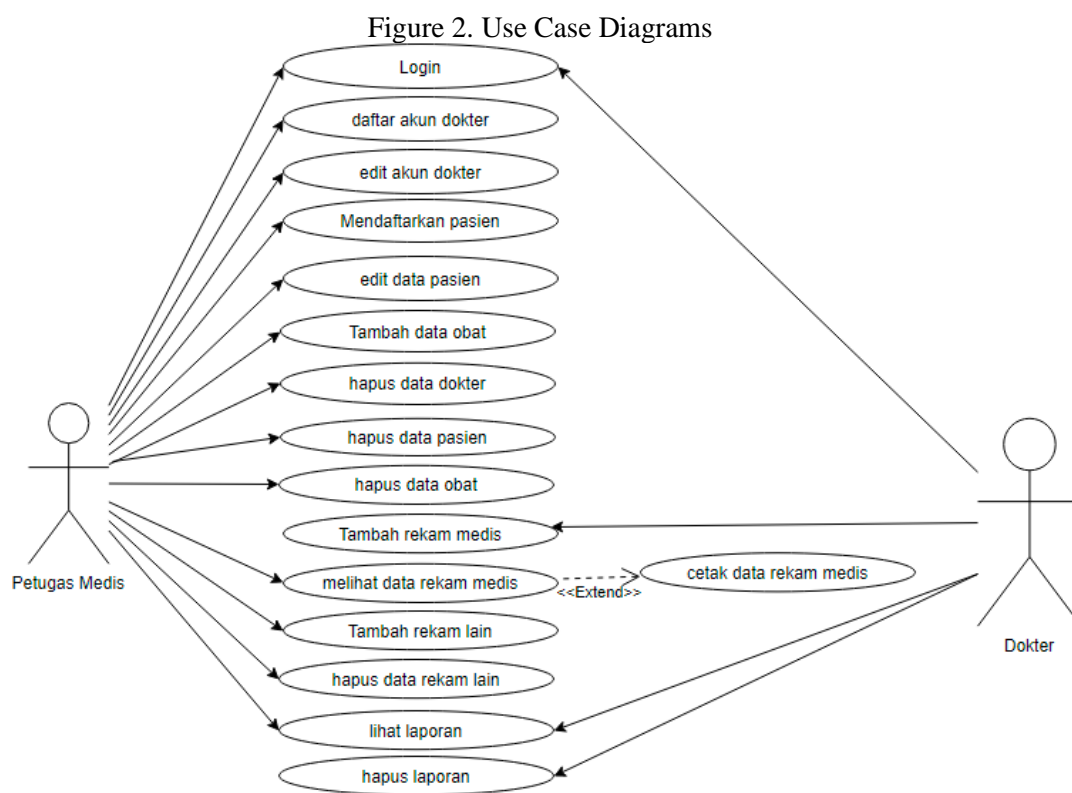 Figure 2. Use Case Diagrams
Login
daftar akun dokter
edit akun dokter
Mendaftarkan pasien
edit data pasien
Tambah data obat
hapus data dokter
hapus data pasien
hapus data obat
Tambah rekam medis
melihat data rekam medis
<<Extend>>
cetak data rekam medis
Tambah rekam lain
hapus data rekam lain
lihat laporan
hapus laporan
Petugas Medis
Dokter